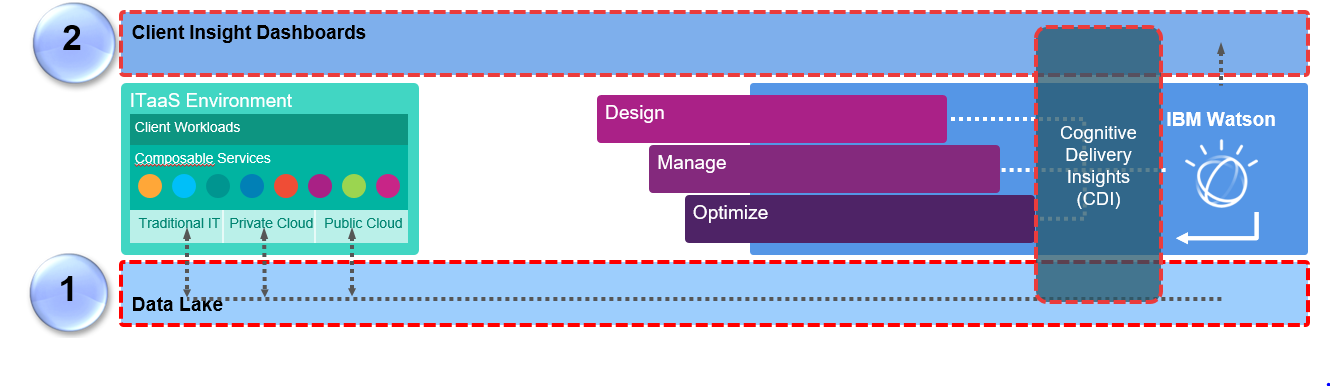 2
Client Insight Dashboards
ITaaS Environment
Client Workloads
Composable Services
Traditional IT
Private Cloud
Public Cloud
Design
Manage
Optimize
Cognitive
Delivery
Insights
(CDI)
IBM Watson
1
Data Lake